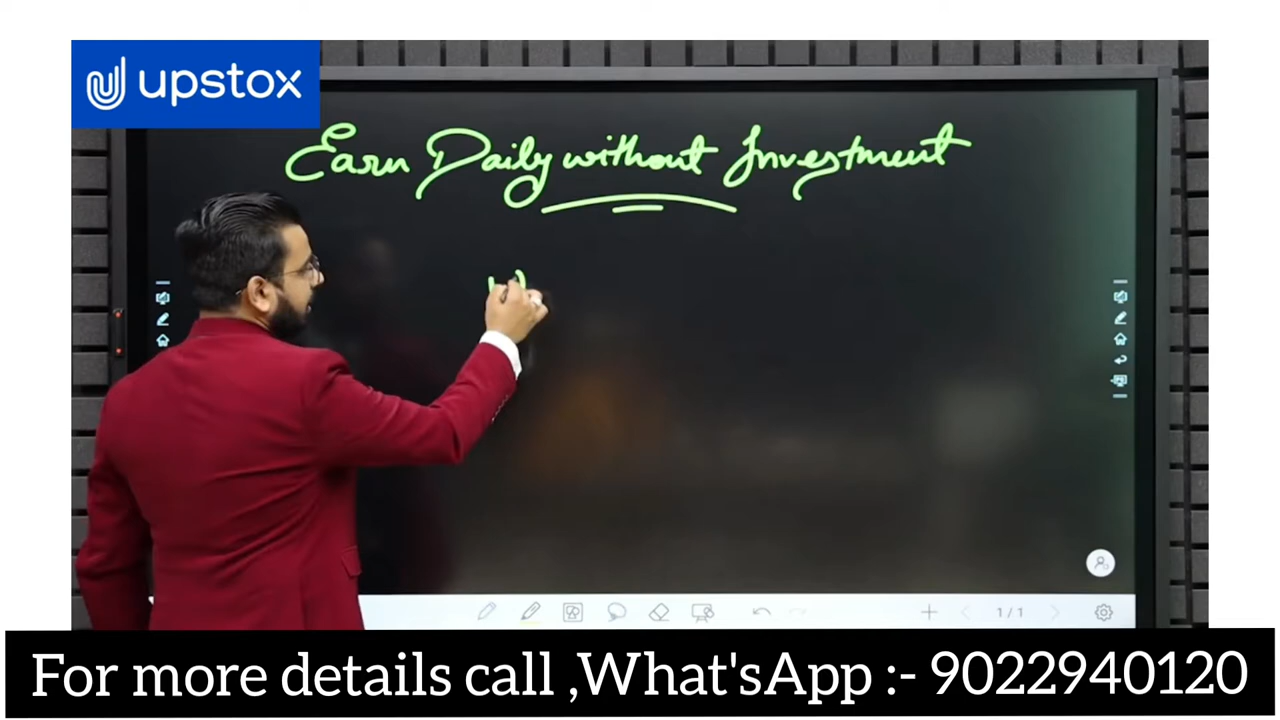 upstox
Earn Daily without Investment
1/1
For more details call ,What'sApp :- 9022940120